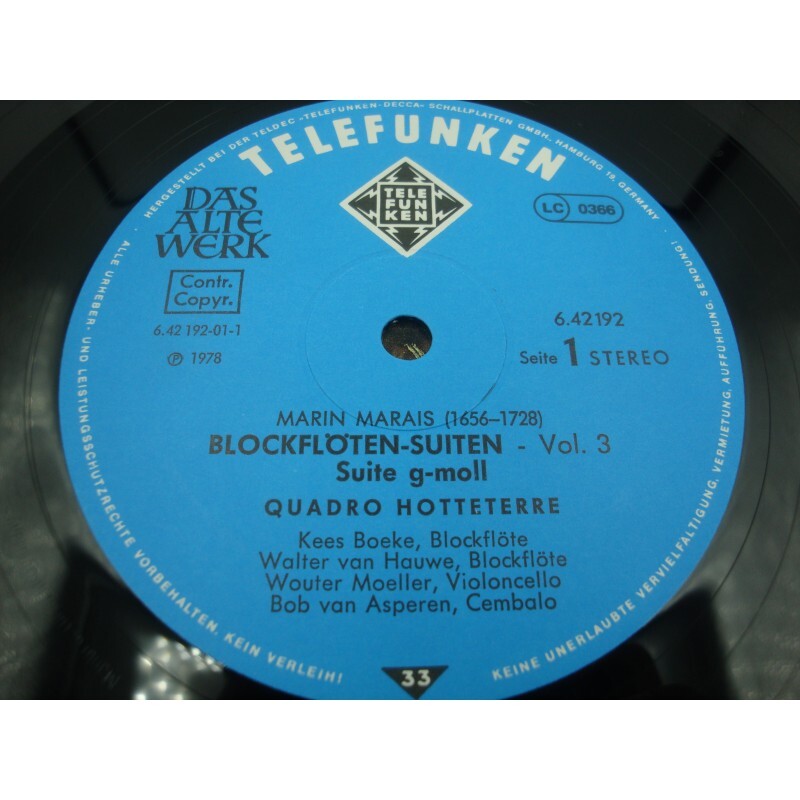 HERGESTELLT BEI DER TELDEC »TELEFUNKEN-DECCA« SCHALLPLATTEN GMBH., HAMBURG 19, GERMANY
TELEFUNKEN
DAS
ALTE
WERK
TELE
FUN
KEN
LC 0366
Contr.
Copyr.
6.42 192-01-1
℗ 1978
6.42192
Seite 1 STEREO
MARIN MARAIS (1656–1728)
BLOCKFLÖTEN-SUITEN - Vol. 3
Suite g-moll
QUADRO HOTTETERRE
Kees Boeke, Blockflöte
Walter van Hauwe, Blockflöte
Wouter Moeller, Violoncello
Bob van Asperen, Cembalo
33
ALLE URHEBER- UND LEISTUNGSSCHUTZRECHTE VORBEHALTEN. KEIN VERLEIH!
KEINE UNERLAUBTE VERVIELFÄLTIGUNG, VERMIETUNG, AUFFÜHRUNG, SENDUNG!